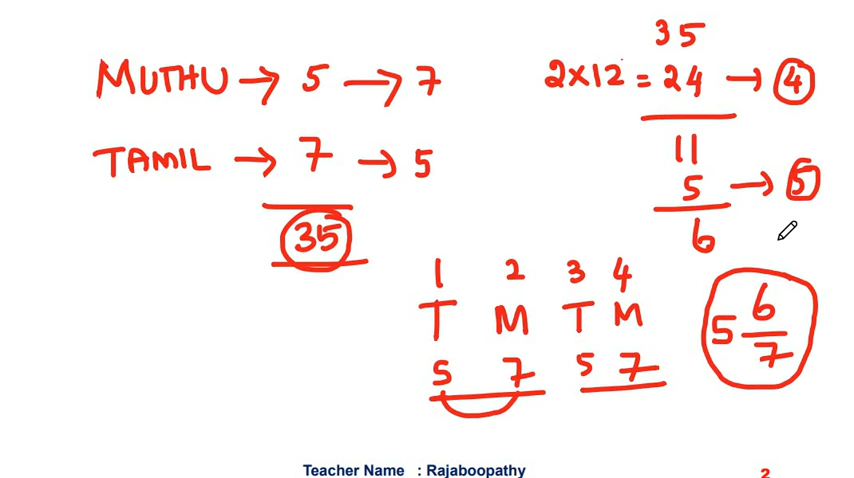 MUTHU → 5 → 7
TAMIL → 7 → 5
35
35
2×12 = 24 → 4
11
5 → 5
6
1 2 3 4
T M T M
5 7 5 7
5 6/7
Teacher Name : Rajaboopathy
2